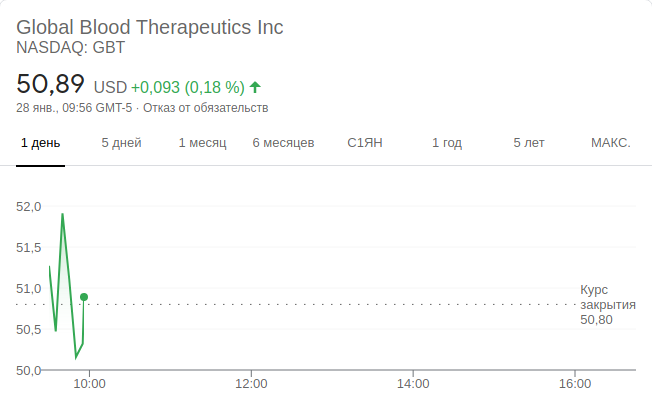 Global Blood Therapeutics Inc
NASDAQ: GBT
50,89 USD +0,093 (0,18 %)
28 янв., 09:56 GMT-5 · Отказ от обязательств
1 день 5 дней 1 месяц 6 месяцев С1ЯН 1 год 5 лет МАКС.
52,0
51,5
51,0
50,5
50,0
Курс
закрытия
50,80
10:00 12:00 14:00 16:00